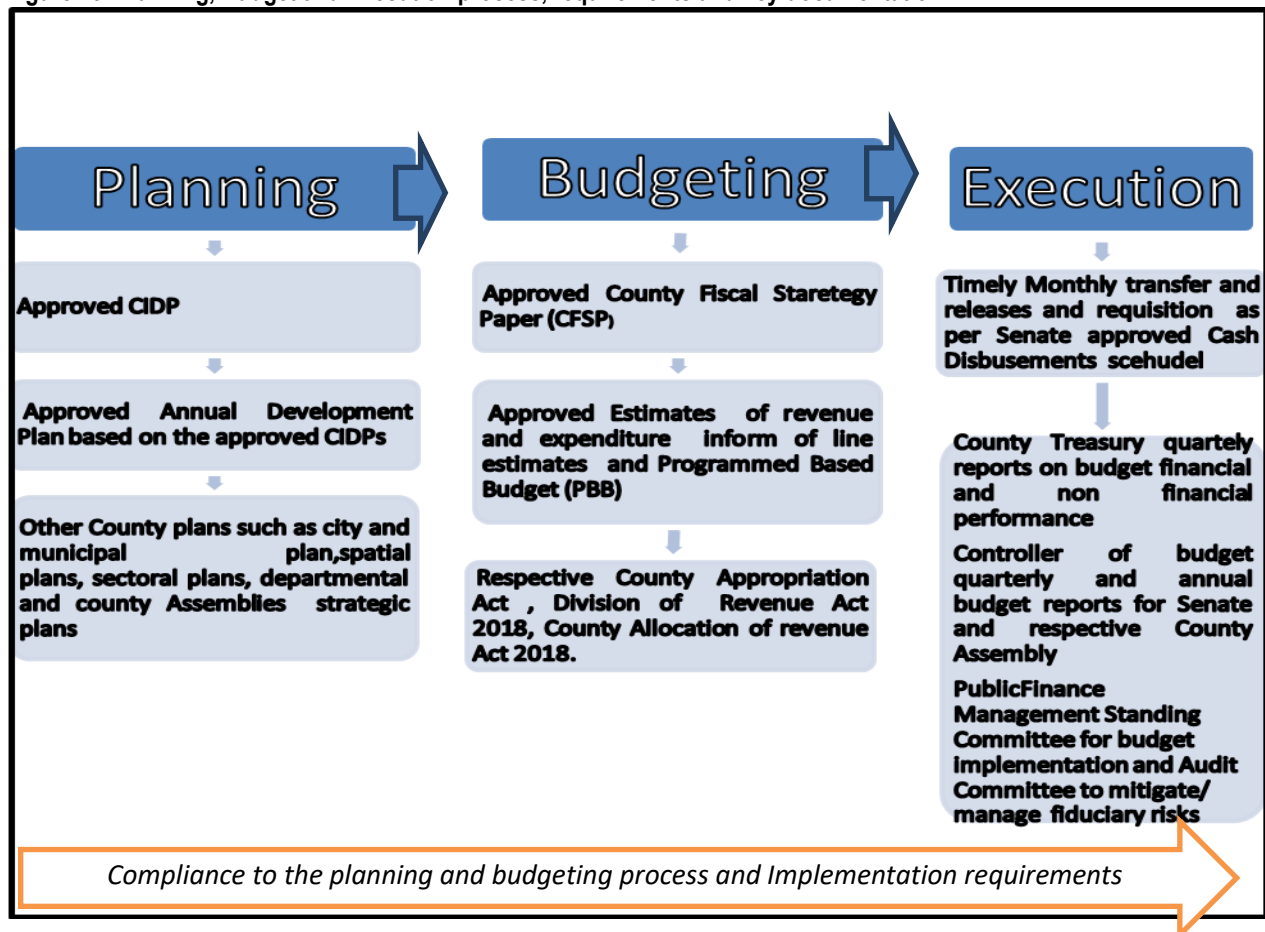 Planning
Approved CIDP
Approved Annual Development
Plan based on the approved CIDPs
Other County plans such as city and
municipal plan,spatial
plans, sectoral plans, departmental
and county Assemblies strategic
plans
Budgeting
Approved County Fiscal Staretegy
Paper (CFSP)
Approved Estimates of revenue
and expenditure inform of line
estimates and Programmed Based
Budget (PBB)
Respective County Appropriation
Act , Division of Revenue Act
2018, County Allocation of revenue
Act 2018.
Execution
Timely Monthly transfer and
releases and requisition as
per Senate approved Cash
Disbusements scehudel
County Treasury quartely
reports on budget financial
and non financial
performance
Controller of budget
quarterly and annual
budget reports for Senate
and respective County
Assembly
PublicFinance
Management Standing
Committee for budget
implementation and Audit
Committee to mitigate/
manage fiduciary risks
Compliance to the planning and budgeting process and Implementation requirements